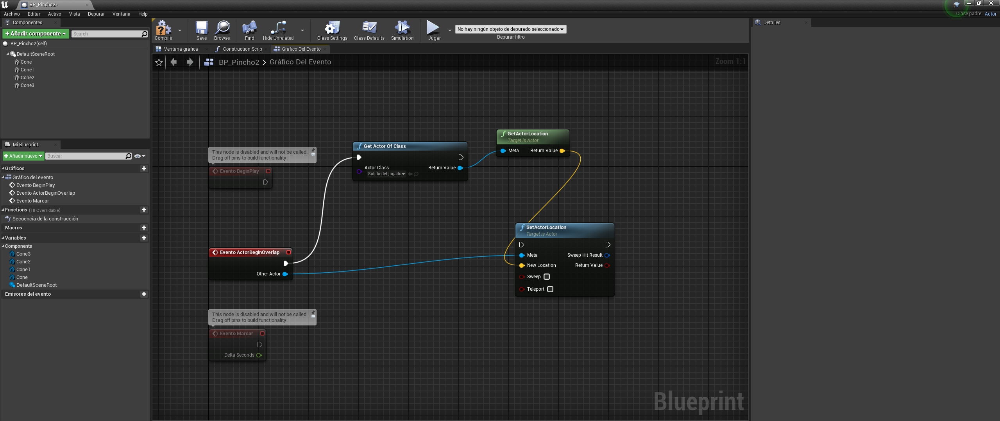 BP_Pincho2*
Archivo Editar Activo Vista Depurar Ventana Help
Clase padre: Actor
Componentes
Añadir componente
Search
BP_Pincho2(self)
DefaultSceneRoot
Cone
Cone1
Cone2
Cone3
Compile
Save
Browse
Find
Hide Unrelated
Class Settings
Class Defaults
Simulation
Jugar
No hay ningún objeto de depurado seleccionado
Depurar filtro
Detalles
Ventana gráfica
Construction Scrip
Gráfico Del Evento
BP_Pincho2 > Gráfico Del Evento
Zoom 1:1
Mi Blueprint
Añadir nuevo
Buscar
Gráficos
Gráfico del evento
Evento BeginPlay
Evento ActorBeginOverlap
Evento Marcar
Functions (18 Overridable)
Secuencia de la construcción
Macros
Variables
Components
Cone3
Cone2
Cone1
Cone
DefaultSceneRoot
Emisores del evento
This node is disabled and will not be called.
Drag off pins to build functionality.
Evento BeginPlay
Get Actor Of Class
Actor Class
Salida del jugado
Return Value
GetActorLocation
Target is Actor
Meta
Return Value
Evento ActorBeginOverlap
Other Actor
SetActorLocation
Target is Actor
Meta
Sweep Hit Result
New Location
Return Value
Sweep
Teleport
This node is disabled and will not be called.
Drag off pins to build functionality.
Evento Marcar
Delta Seconds
Blueprint